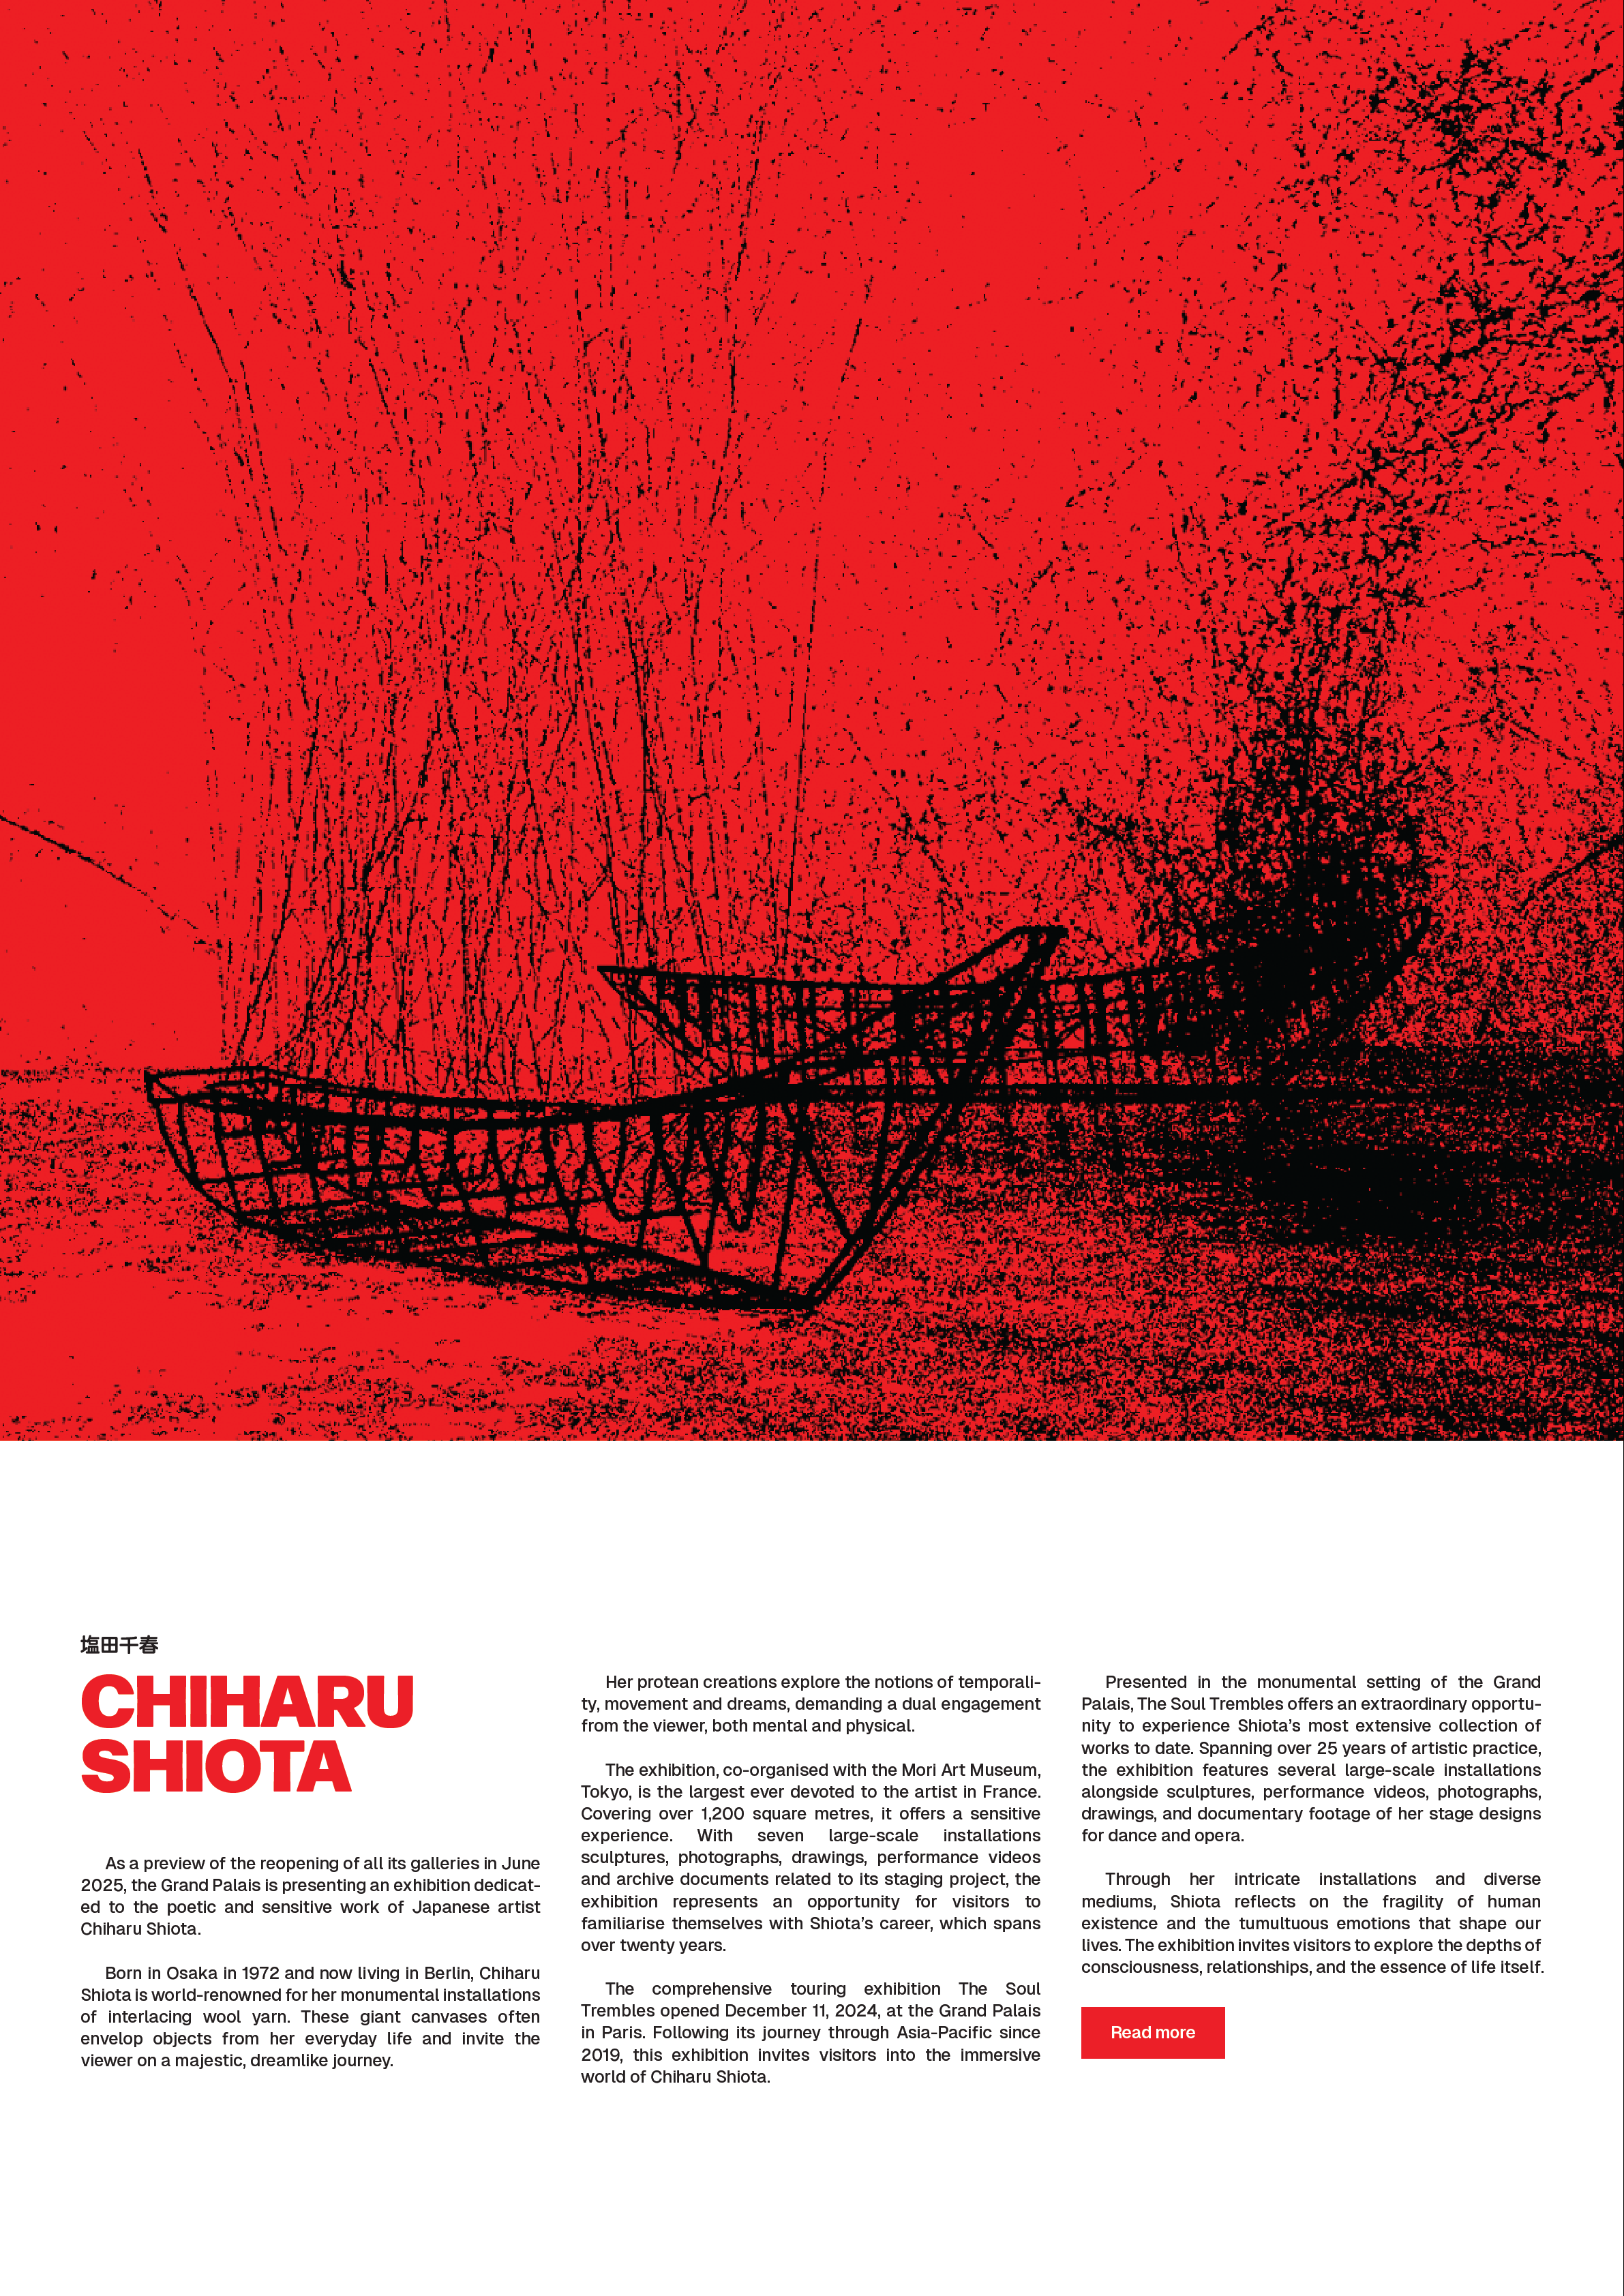 塩田千春
CHIHARU
SHIOTA
As a preview of the reopening of all its galleries in June
2025, the Grand Palais is presenting an exhibition dedicat-
ed to the poetic and sensitive work of Japanese artist
Chiharu Shiota.
Born in Osaka in 1972 and now living in Berlin, Chiharu
Shiota is world-renowned for her monumental installations
of interlacing wool yarn. These giant canvases often
envelop objects from her everyday life and invite the
viewer on a majestic, dreamlike journey.
Her protean creations explore the notions of temporali-
ty, movement and dreams, demanding a dual engagement
from the viewer, both mental and physical.
The exhibition, co-organised with the Mori Art Museum,
Tokyo, is the largest ever devoted to the artist in France.
Covering over 1,200 square metres, it offers a sensitive
experience. With seven large-scale installations
sculptures, photographs, drawings, performance videos
and archive documents related to its staging project, the
exhibition represents an opportunity for visitors to
familiarise themselves with Shiota’s career, which spans
over twenty years.
The comprehensive touring exhibition The Soul
Trembles opened December 11, 2024, at the Grand Palais
in Paris. Following its journey through Asia-Pacific since
2019, this exhibition invites visitors into the immersive
world of Chiharu Shiota.
Presented in the monumental setting of the Grand
Palais, The Soul Trembles offers an extraordinary opportu-
nity to experience Shiota’s most extensive collection of
works to date. Spanning over 25 years of artistic practice,
the exhibition features several large-scale installations
alongside sculptures, performance videos, photographs,
drawings, and documentary footage of her stage designs
for dance and opera.
Through her intricate installations and diverse
mediums, Shiota reflects on the fragility of human
existence and the tumultuous emotions that shape our
lives. The exhibition invites visitors to explore the depths of
consciousness, relationships, and the essence of life itself.
Read more